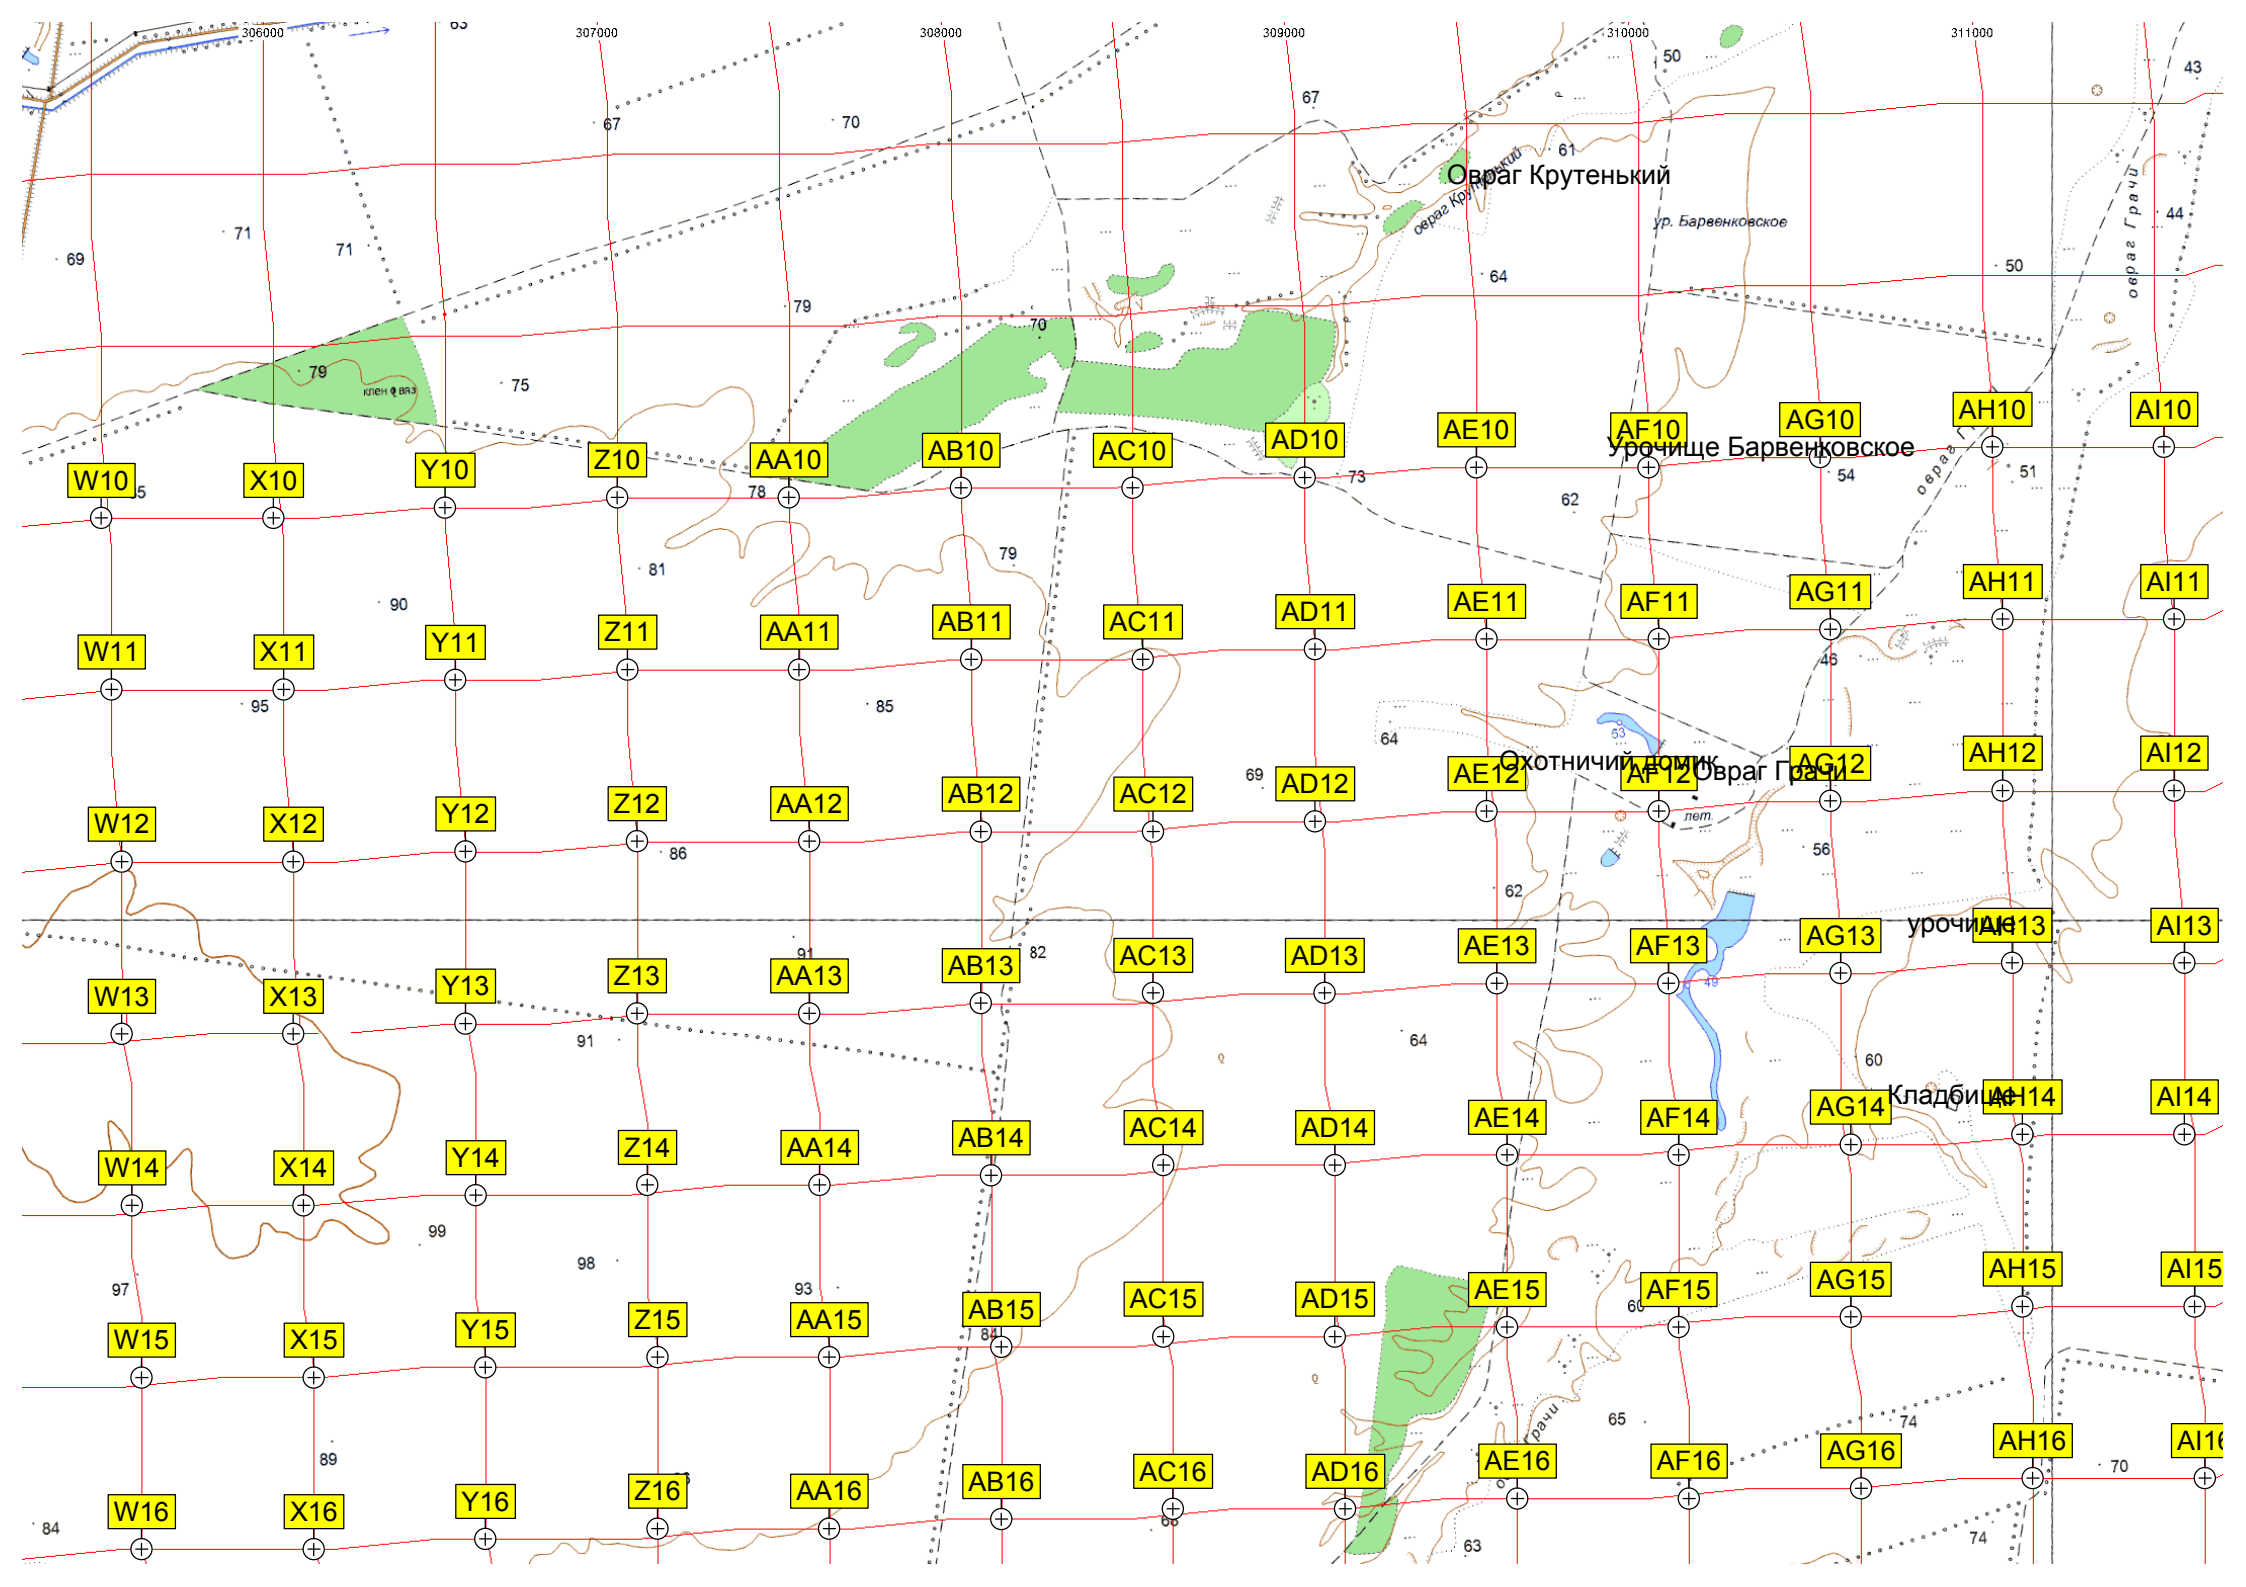 63
306000 307000 308000 309000 310000 311000
50
43
67
67
70
61
Овраг Крутенький
овраг Крутенький
ур. Барвенковское
овраг Грачи
44
71
71
69
64
50
79
70
79
клен
вяз
75
W10 X10 Y10 Z10 AA10 AB10 AC10 AD10 AE10 AF10 AG10 AH10 AI10
Урочище Барвенковское
78
73
54
51
62
79
81
90
W11 X11 Y11 Z11 AA11 AB11 AC11 AD11 AE11 AF11 AG11 AH11 AI11
46
95
85
64
53
69
Охотничий домик
Овраг Грачи
W12 X12 Y12 Z12 AA12 AB12 AC12 AD12 AE12 AF12 AG12 AH12 AI12
лет.
86
56
62
урочище
91
82
W13 X13 Y13 Z13 AA13 AB13 AC13 AD13 AE13 AF13 AG13 AH13 AI13
49
91
64
60
Кладбище
W14 X14 Y14 Z14 AA14 AB14 AC14 AD14 AE14 AF14 AG14 AH14 AI14
99
98
97
93
60
W15 X15 Y15 Z15 AA15 AB15 AC15 AD15 AE15 AF15 AG15 AH15 AI15
84
65
74
89
70
W16 X16 Y16 Z16 AA16 AB16 AC16 AD16 AE16 AF16 AG16 AH16
84
68
63
74